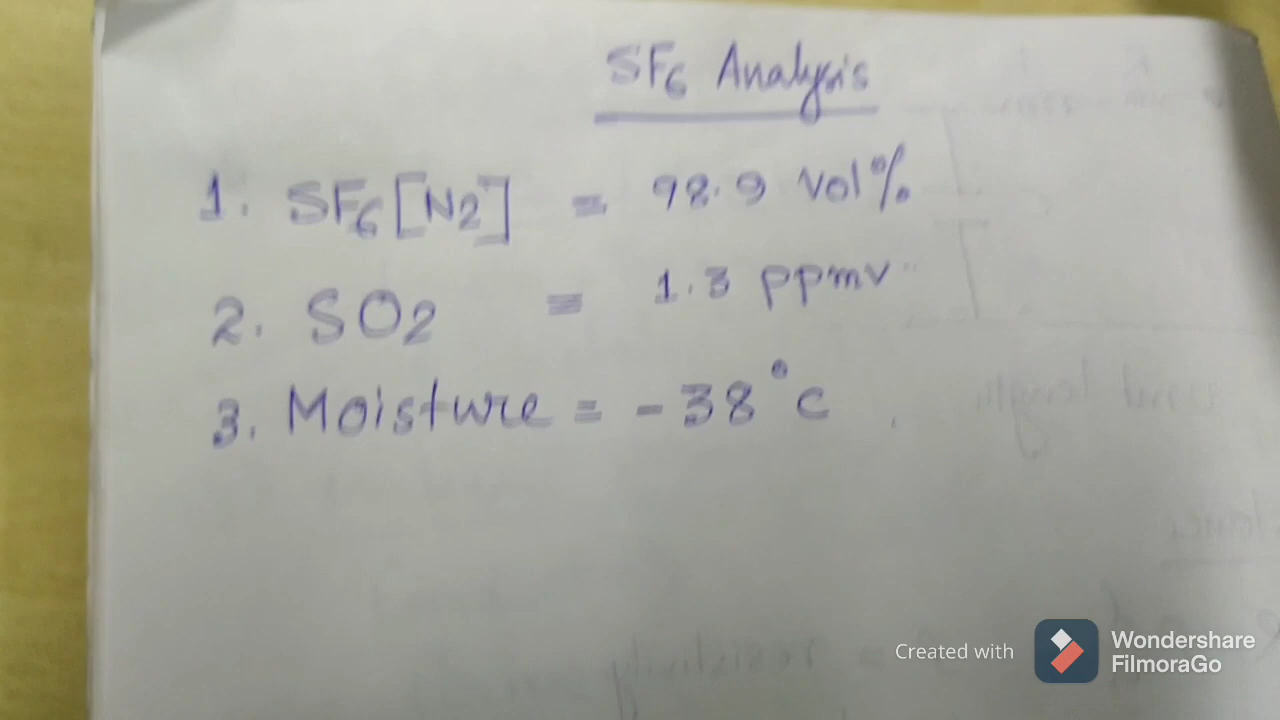 SF6 Analysis
1. SF6[N2] = 98.9 Vol%
2. SO2 = 1.3 ppmv
3. Moisture = -38°c
Created with Wondershare
FilmoraGo